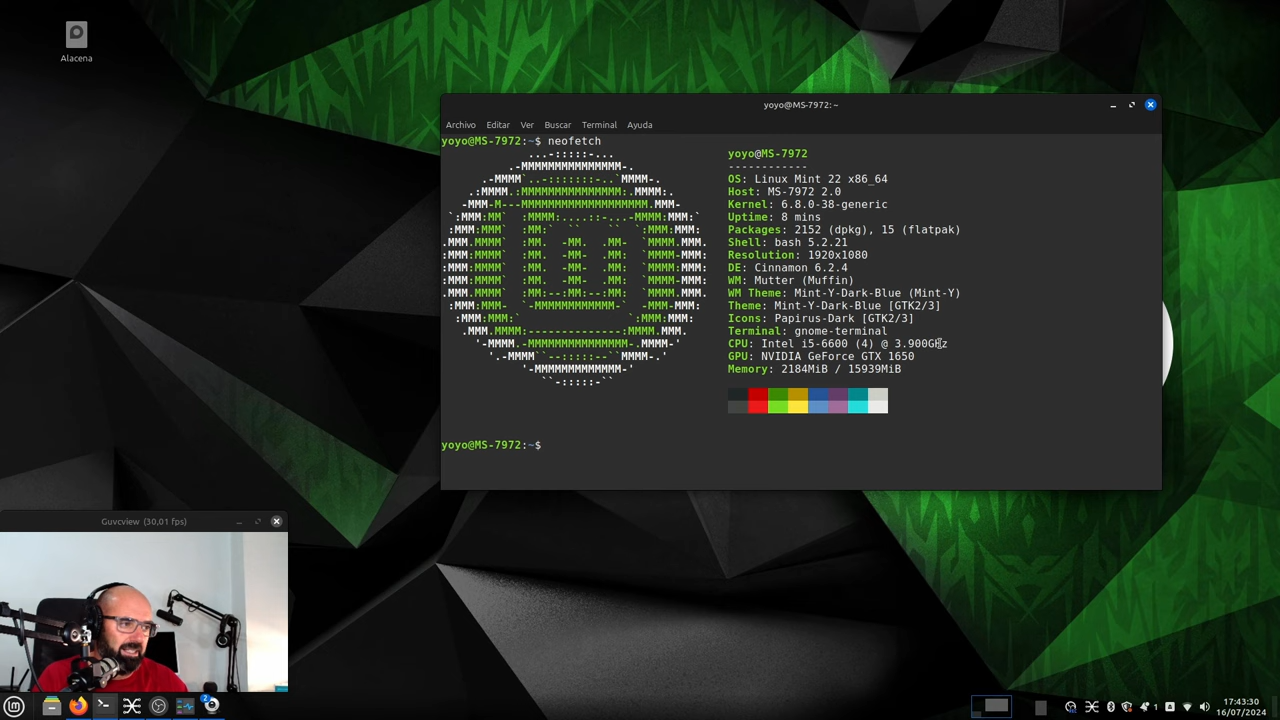 Alacena
yoyo@MS-7972: ~
Archivo Editar Ver Buscar Terminal Ayuda
yoyo@MS-7972:~$ neofetch
yoyo@MS-7972
------------
OS: Linux Mint 22 x86_64
Host: MS-7972 2.0
Kernel: 6.8.0-38-generic
Uptime: 8 mins
Packages: 2152 (dpkg), 15 (flatpak)
Shell: bash 5.2.21
Resolution: 1920x1080
DE: Cinnamon 6.2.4
WM: Mutter (Muffin)
WM Theme: Mint-Y-Dark-Blue (Mint-Y)
Theme: Mint-Y-Dark-Blue [GTK2/3]
Icons: Papirus-Dark [GTK2/3]
Terminal: gnome-terminal
CPU: Intel i5-6600 (4) @ 3.900GHz
GPU: NVIDIA GeForce GTX 1650
Memory: 2184MiB / 15939MiB
yoyo@MS-7972:~$
Guvcview (30,01 fps)
2
1
17:43:30
16/07/2024